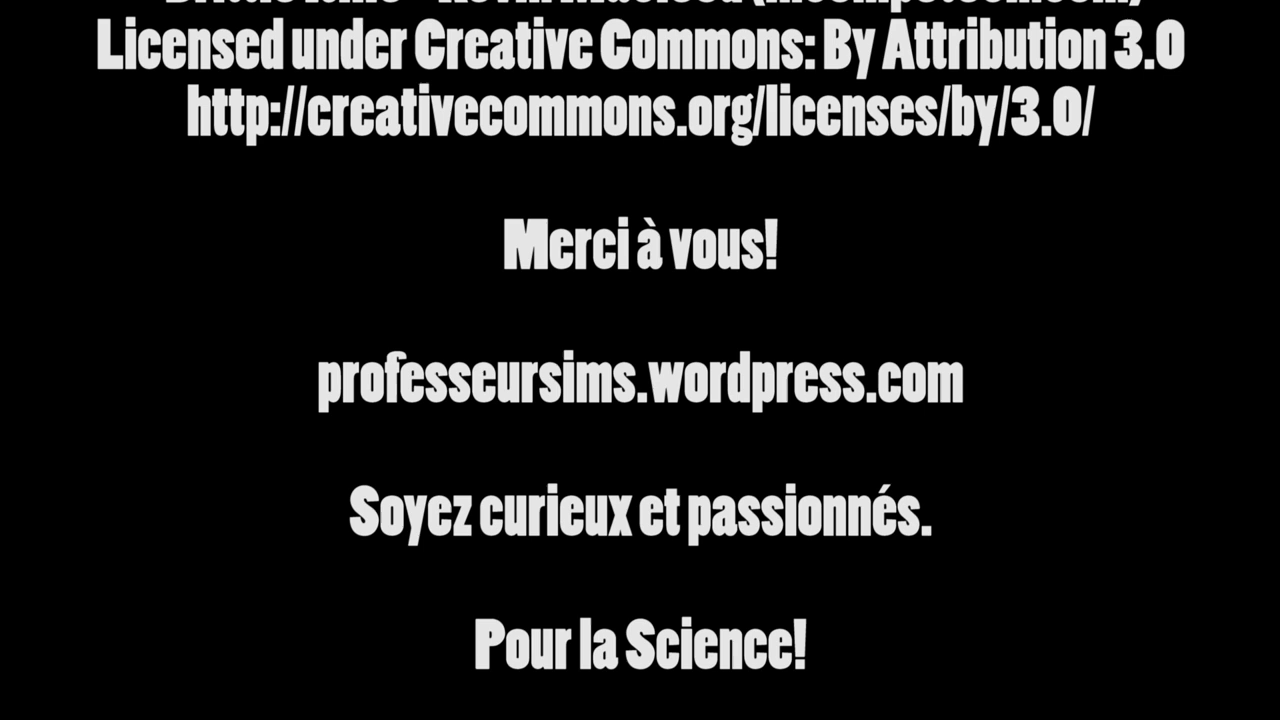 Licensed under Creative Commons: By Attribution 3.0
http://creativecommons.org/licenses/by/3.0/
Merci à vous!
professeursims.wordpress.com
Soyez curieux et passionnés.
Pour la Science!